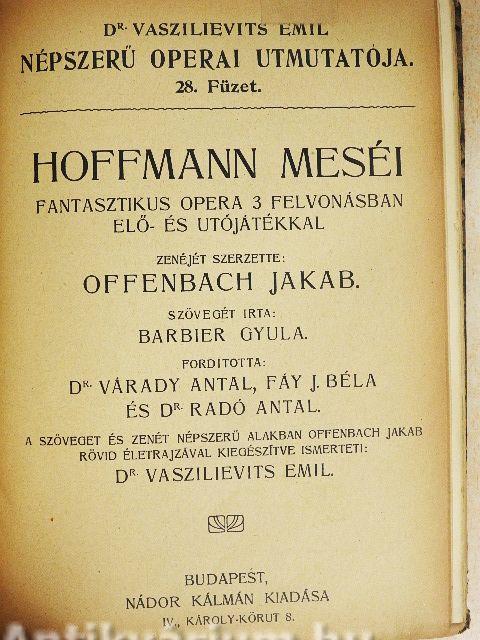 DR. VASZILIEVITS EMIL
NÉPSZERŰ OPERAI UTMUTATÓJA.
28. Füzet.
HOFFMANN MESÉI
FANTASZTIKUS OPERA 3 FELVONÁSBAN
ELŐ- ÉS UTÓJÁTÉKKAL
ZENÉJÉT SZERZETTE:
OFFENBACH JAKAB.
SZÖVEGÉT IRTA:
BARBIER GYULA.
FORDITOTTA:
DR. VÁRADY ANTAL, FÁY J. BÉLA
ÉS DR. RADÓ ANTAL.
A SZÖVEGET ÉS ZENÉT NÉPSZERŰ ALAKBAN OFFENBACH JAKAB
RÖVID ÉLETRAJZÁVAL KIEGÉSZITVE ISMERTETI:
DR. VASZILIEVITS EMIL.
BUDAPEST,
NÁDOR KÁLMÁN KIADÁSA
IV., KÁROLY-KÖRUT 8.